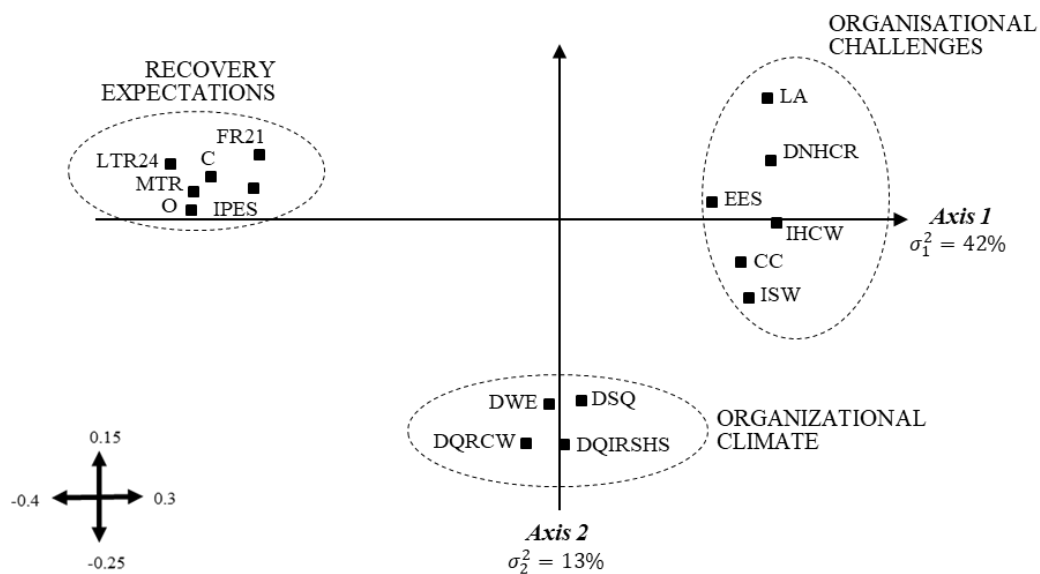 ORGANISATIONAL
CHALLENGES
RECOVERY
EXPECTATIONS
LA
FR21
LTR24
C
DNHCR
MTR
EES
O
IPES
Axis 1
IHCW
σ₁² = 42%
CC
ISW
DWE
DSQ
ORGANIZATIONAL
CLIMATE
DQRCW
DQIRSHS
0.15
-0.4
0.3
-0.25
Axis 2
σ₂² = 13%